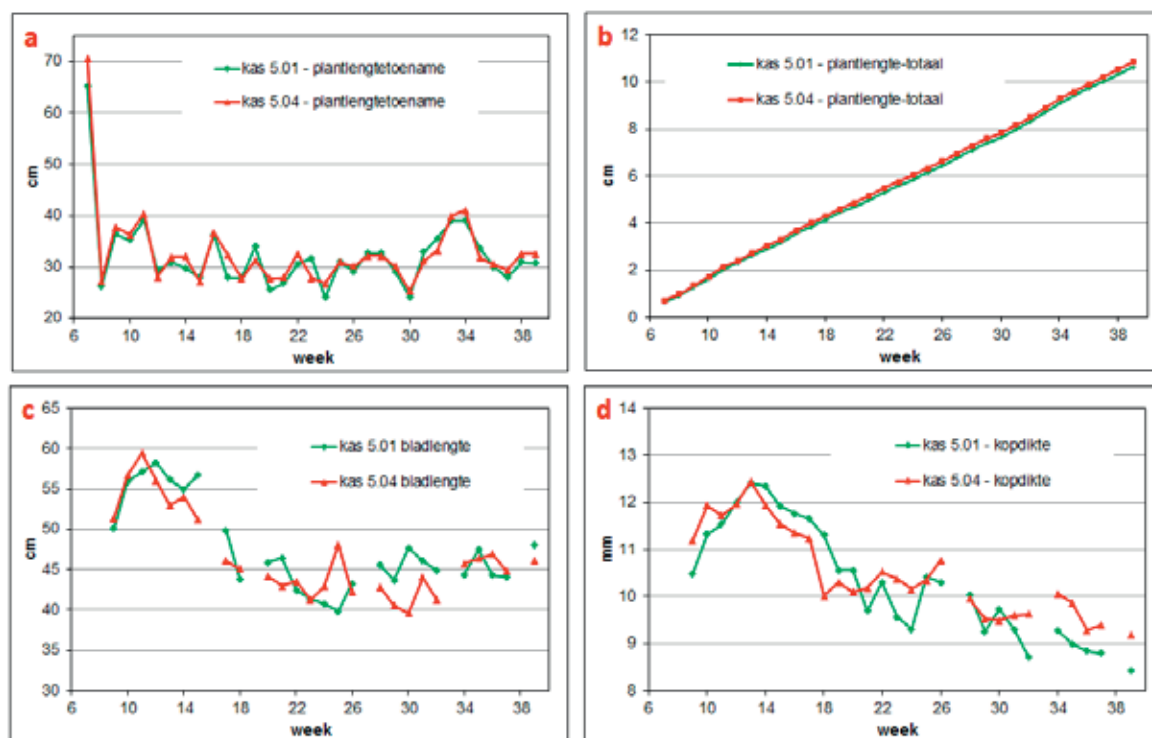 a
kas 5.01 - plantlengtetoename
kas 5.04 - plantlengtetoename
70
60
50
40
30
20
cm
6 10 14 18 22 26 30 34 38
week
b
kas 5.01 - plantlengte-totaal
kas 5.04 - plantlengte-totaal
12
10
8
6
4
2
0
cm
6 10 14 18 22 26 30 34 38
week
c
kas 5.01 bladlengte
kas 5.04 bladlengte
65
60
55
50
45
40
35
30
cm
6 10 14 18 22 26 30 34 38
week
d
kas 5.01 - kopdikte
kas 5.04 - kopdikte
14
13
12
11
10
9
8
mm
6 10 14 18 22 26 30 34 38
week